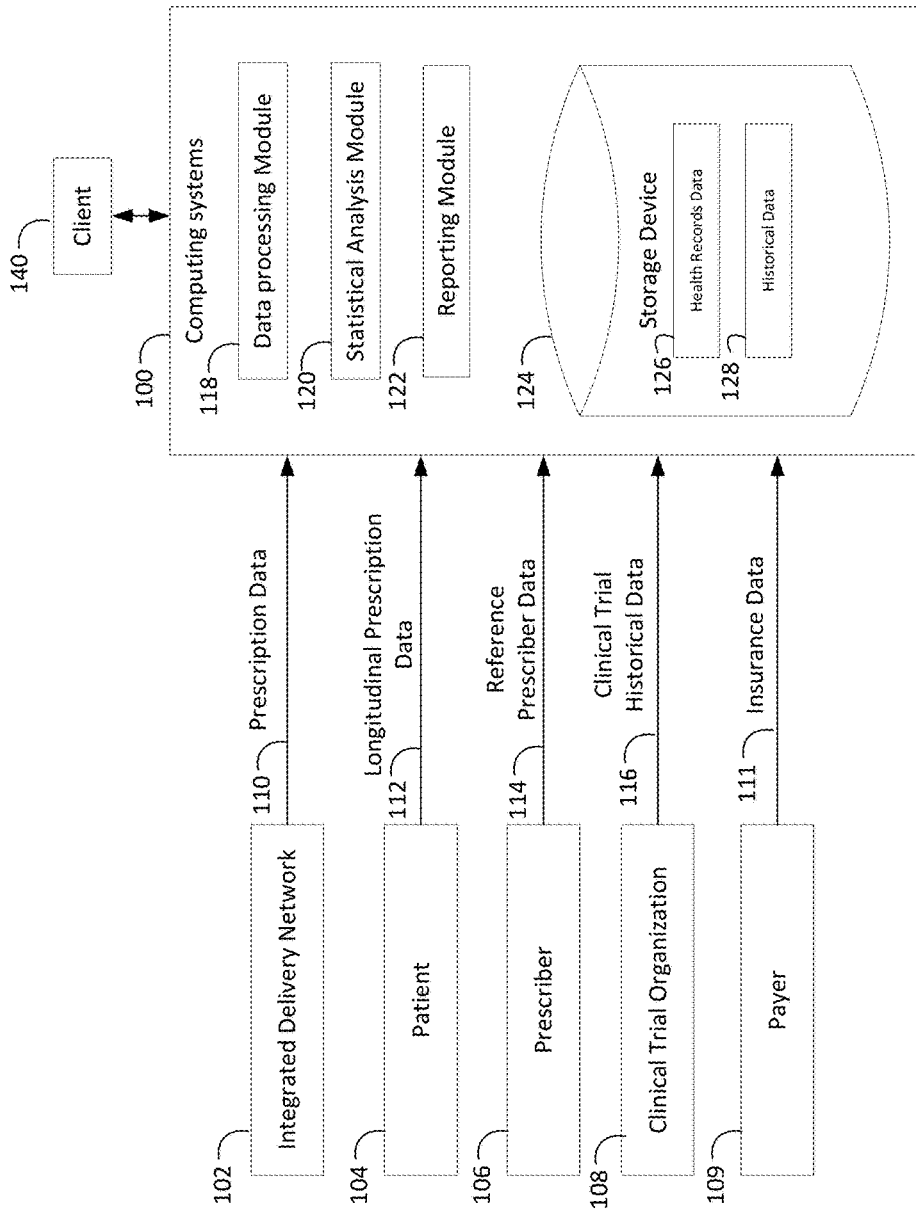 102
Integrated Delivery Network
110
Prescription Data
104
Patient
112
Longitudinal Prescription
Data
106
Prescriber
114
Reference
Prescriber Data
108
Clinical Trial Organization
116
Clinical Trial
Historical Data
109
Payer
111
Insurance Data
140
Client
100
Computing systems
118
Data processing Module
120
Statistical Analysis Module
122
Reporting Module
124
Storage Device
126
Health Records Data
128
Historical Data